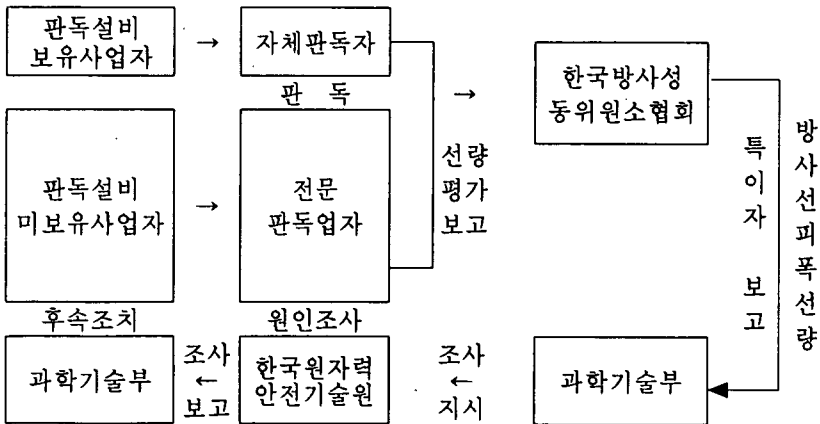 판독설비
보유사업자
→
자체판독자
판 독
→
한국방사성
동위원소협회
판독설비
미보유사업자
→
전문
판독업자
선량
평가
보고
특이자 보고
방사선피폭선량
후속조치
원인조사
과학기술부
조사
←
보고
한국원자력
안전기술원
조사
←
지시
과학기술부